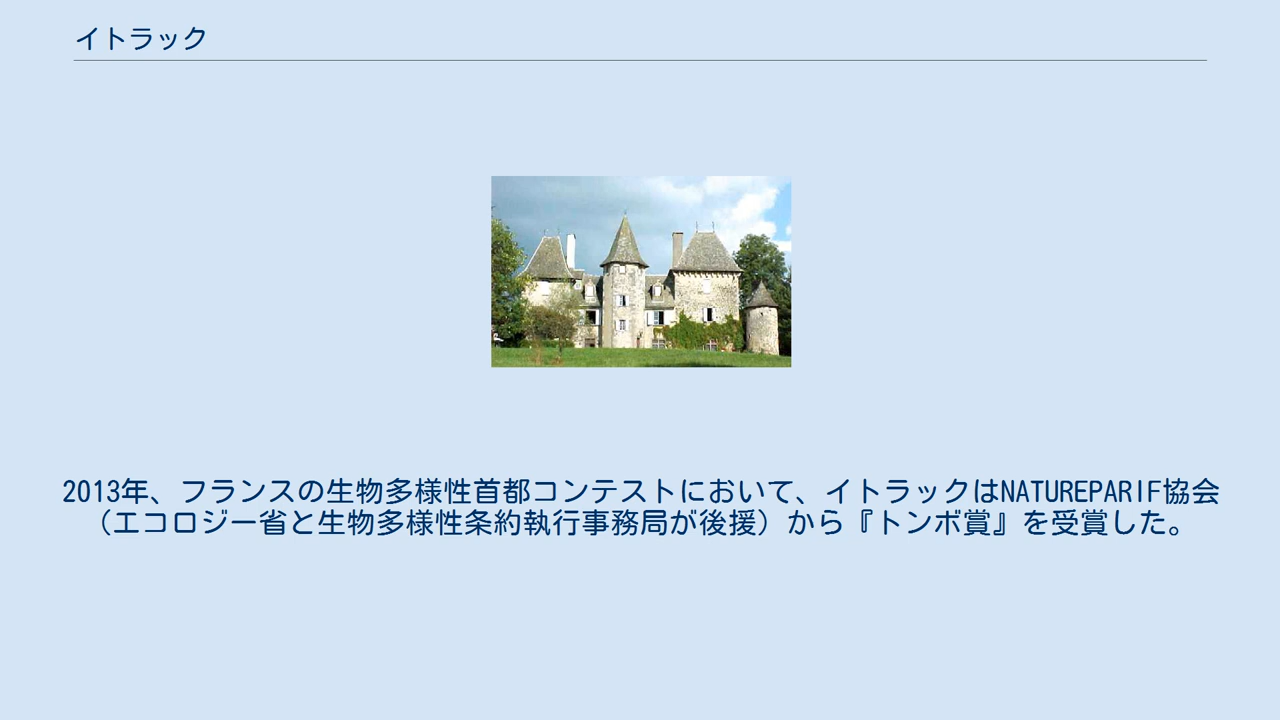 イトラック
2013年、フランスの生物多様性首都コンテストにおいて、イトラックはNATUREPARIF協会
（エコロジー省と生物多様性条約執行事務局が後援）から『トンボ賞』を受賞した。